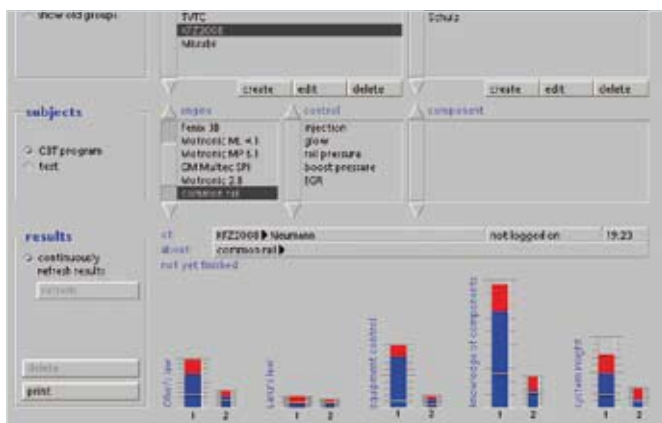 show old groups
TVTC
KFZ2008
Nikosibi
Schulz
create edit delete
create edit delete
subjects
CBT program
test
engine
control
component
Fenix 3B
Motronic ML 4.1
Motronic MP 5.1
GM Multec SPI
Motronic 2.8
common rail
injection
glow
rail pressure
boost pressure
EGR
results
continuously
refresh results
refresh
delete
print
of: KFZ2008 Neumann
not logged on
19.23
about: common rail
not yet finished
Ohm's law
Lenz's law
equipment control
knowledge of components
system insight
1 2
1 2
1 2
1 2
1 2